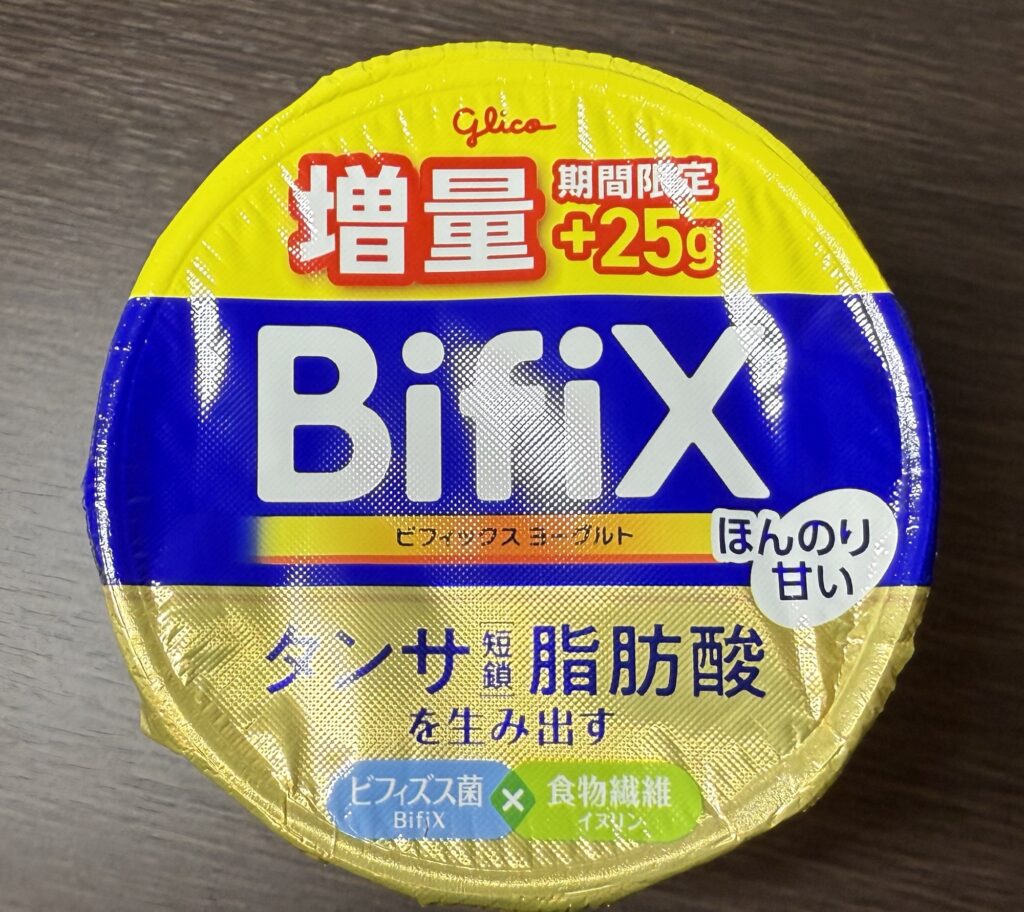 Glico
増量 期間限定
+25g
BifiX
ビフィックス ヨーグルト
ほんのり
甘い
タンサ 短鎖 脂肪酸
を生み出す
ビフィズス菌 × 食物繊維
BifiX イヌリン